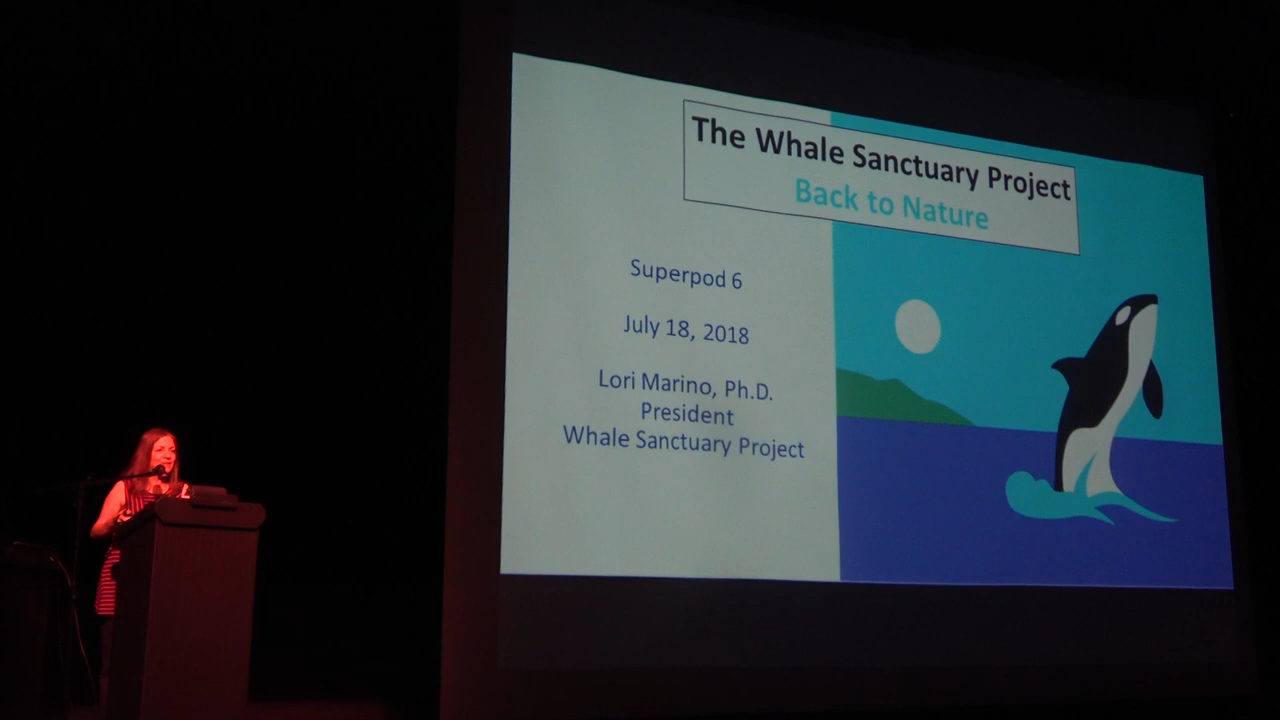 The Whale Sanctuary Project
Back to Nature
Superpod 6
July 18, 2018
Lori Marino, Ph.D.
President
Whale Sanctuary Project